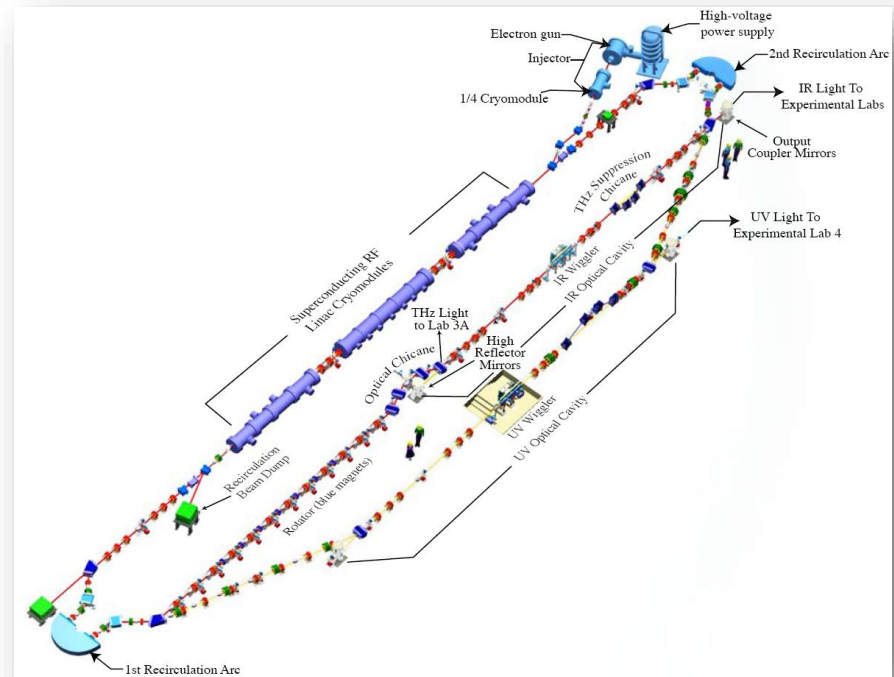 High-voltage
power supply
Electron gun
Injector
2nd Recirculation Arc
1/4 Cryomodule
IR Light To
Experimental Labs
Output
Coupler Mirrors
THz Suppression
Chicane
UV Light To
Experimental Lab 4
Superconducting RF
Linac Cryomodules
IR Wiggler
IR Optical Cavity
THz Light
to Lab 3A
High
Reflector
Mirrors
Optical Chicane
UV Wiggler
UV Optical Cavity
Recirculation
Beam Dump
Rotator (blue magnets)
1st Recirculation Arc